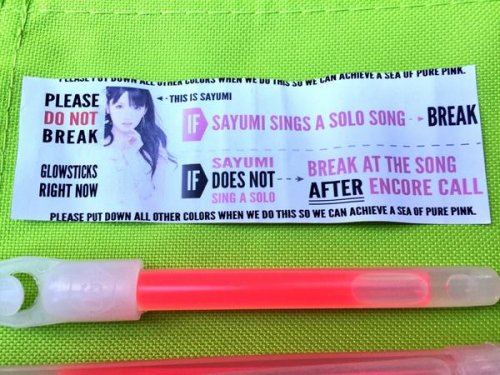 PLEASE PUT DOWN ALL OTHER COLORS WHEN WE DO THIS SO WE CAN ACHIEVE A SEA OF PURE PINK.
PLEASE
DO NOT
BREAK
GLOWSTICKS
RIGHT NOW
THIS IS SAYUMI
IF SAYUMI SINGS A SOLO SONG BREAK
IF SAYUMI
DOES NOT
SING A SOLO
BREAK AT THE SONG
AFTER ENCORE CALL
PLEASE PUT DOWN ALL OTHER COLORS WHEN WE DO THIS SO WE CAN ACHIEVE A SEA OF PURE PINK.